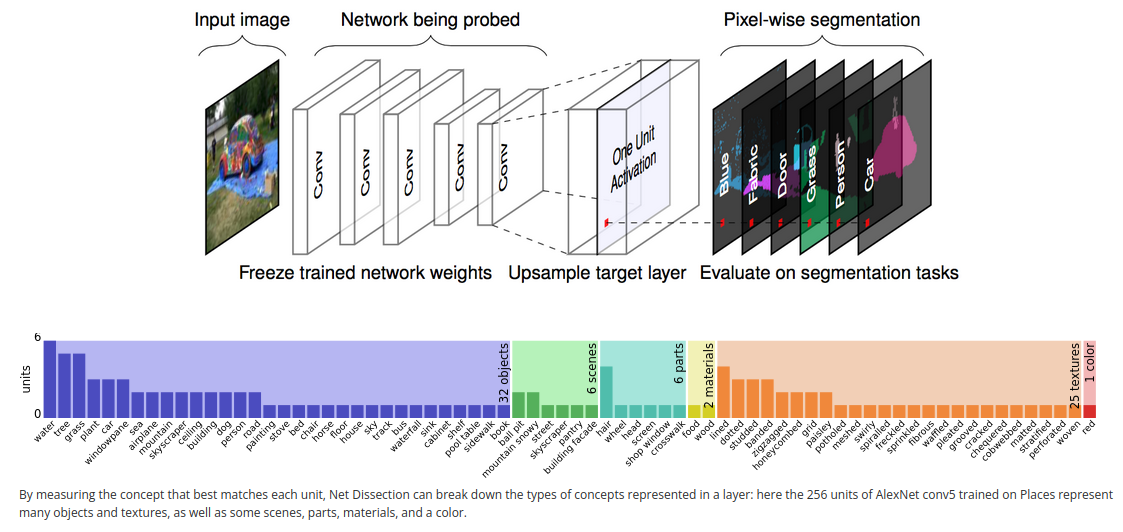 Input image
Network being probed
Pixel-wise segmentation
Conv
Conv
Conv
Conv
Conv
One Unit
Activation
Blue
Fabric
Door
Grass
Person
Car
Freeze trained network weights
Upsample target layer
Evaluate on segmentation tasks
6
units
0
32 objects
6 scenes
6 parts
2 materials
25 textures
1 color
water
tree
grass
plant
car
windowpane
sea
airplane
mountain
skyscraper
ceiling
building
dog
person
road
painting
stove
bed
chair
horse
floor
house
sky
track
bus
waterfall
sink
cabinet
shelf
pool table
sidewalk
book
ball pit
mountain snowy
street
skyscraper
pantry
building facade
hair
wheel
head
screen
shop window
crosswalk
food
wood
lined
dotted
studded
banded
zigzagged
honeycombed
grid
paisley
potholed
meshed
swirly
spiralled
freckled
sprinkled
fibrous
waffled
pleated
grooved
cracked
chequered
cobwebbed
matted
stratified
perforated
woven
red
By measuring the concept that best matches each unit, Net Dissection can break down the types of concepts represented in a layer: here the 256 units of AlexNet conv5 trained on Places represent
many objects and textures, as well as some scenes, parts, materials, and a color.